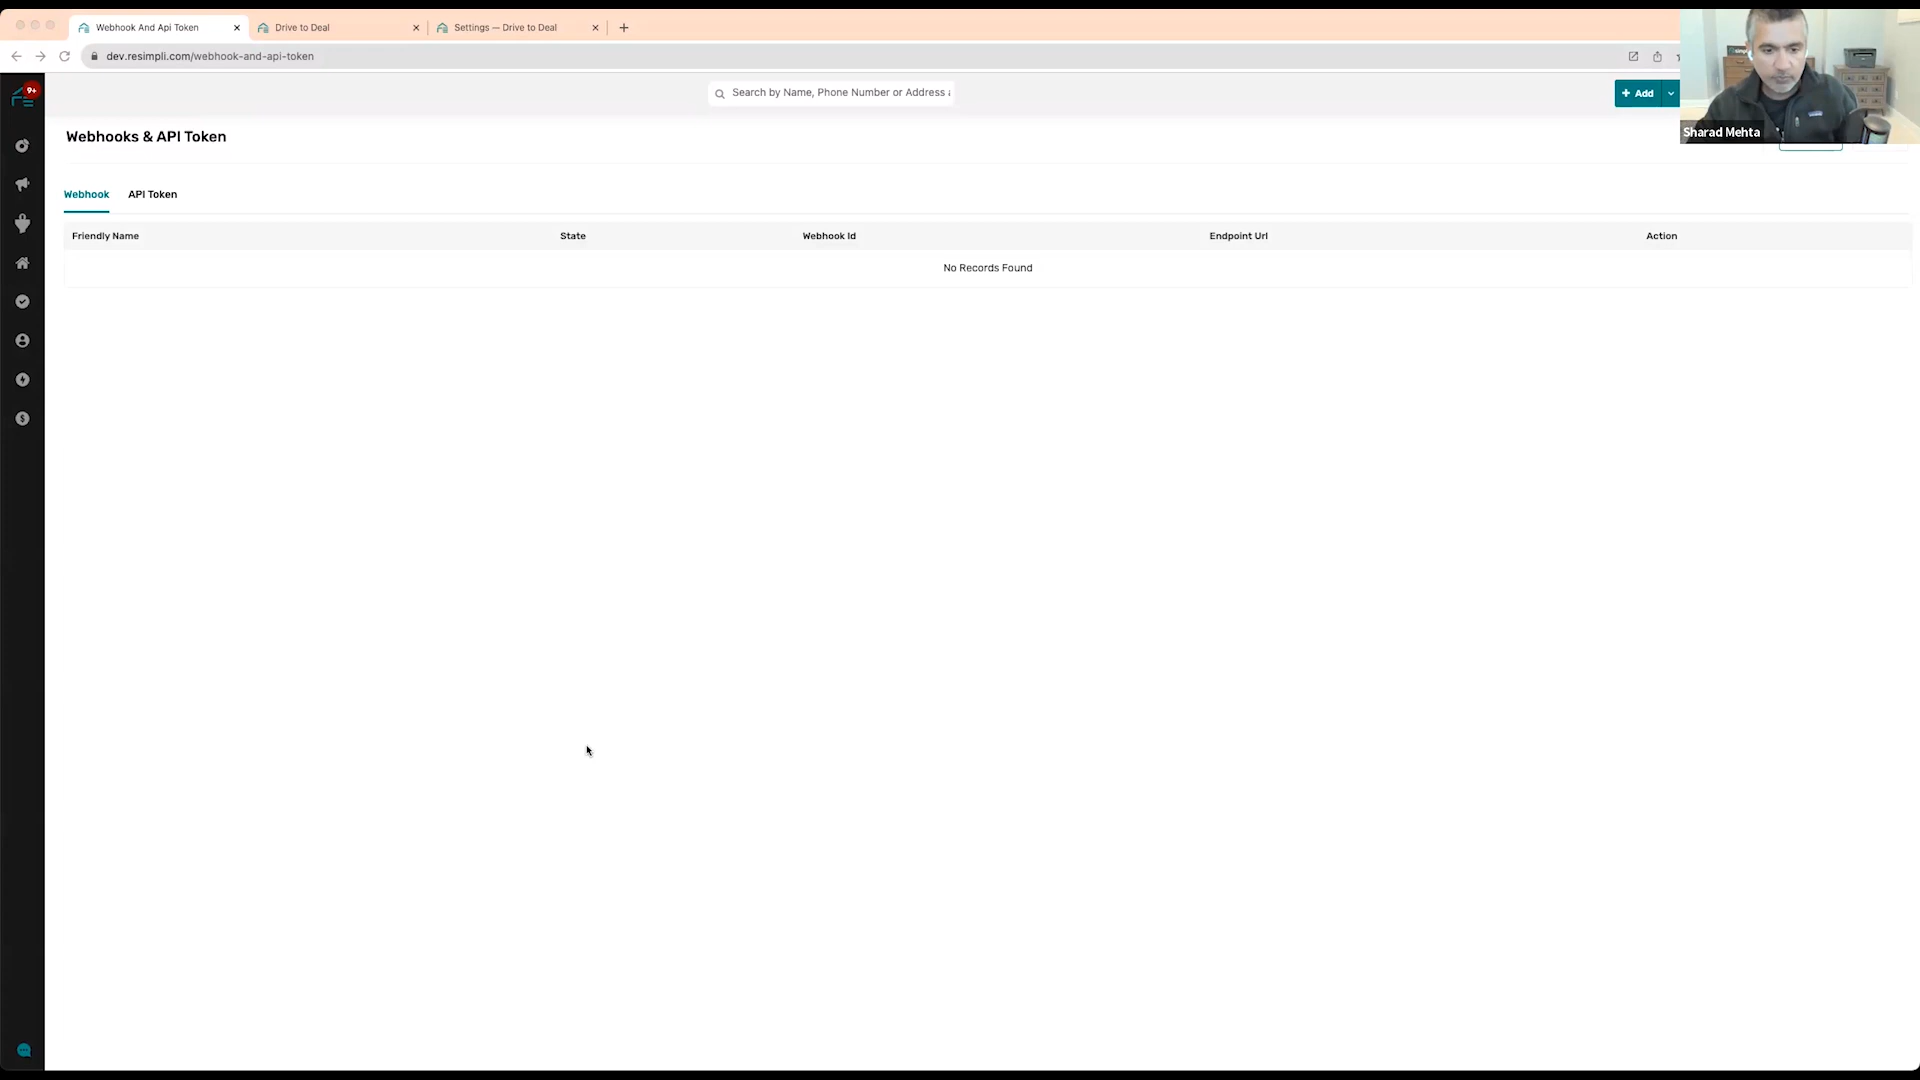 Webhook And Api Token
Drive to Deal
Settings — Drive to Deal
dev.resimpli.com/webhook-and-api-token
9+
Search by Name, Phone Number or Address
+ Add
Sharad Mehta
Webhooks & API Token
Webhook
API Token
Friendly Name
State
Webhook Id
Endpoint Url
Action
No Records Found